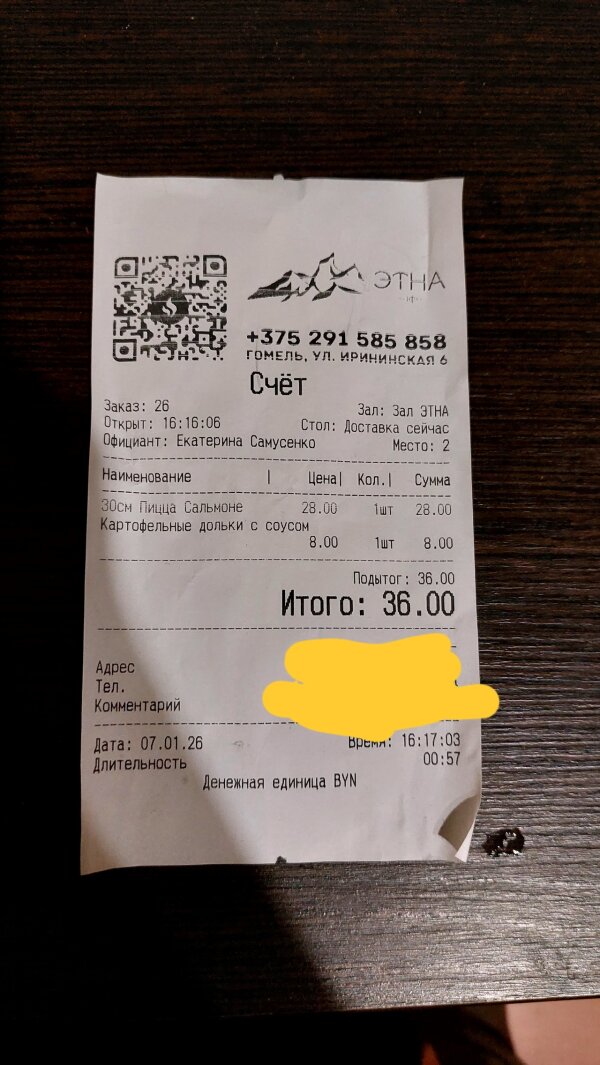 ЭТНА
+375 291 585 858
ГОМЕЛЬ, УЛ. ИРИНИНСКАЯ 6
Счёт
Заказ: 26
Зал: Зал ЭТНА
Открыт: 16:16:06
Стол: Доставка сейчас
Официант: Екатерина Самусенко
Место: 2
Наименование | Цена| Кол.| Сумма
30см Пицца Сальмоне 28.00 1шт 28.00
Картофельные дольки с соусом
8.00 1шт 8.00
Подытог: 36.00
Итого: 36.00
Адрес
Тел.
Комментарий
Дата: 07.01.26 Время: 16:17:03
Длительность 00:57
Денежная единица BYN